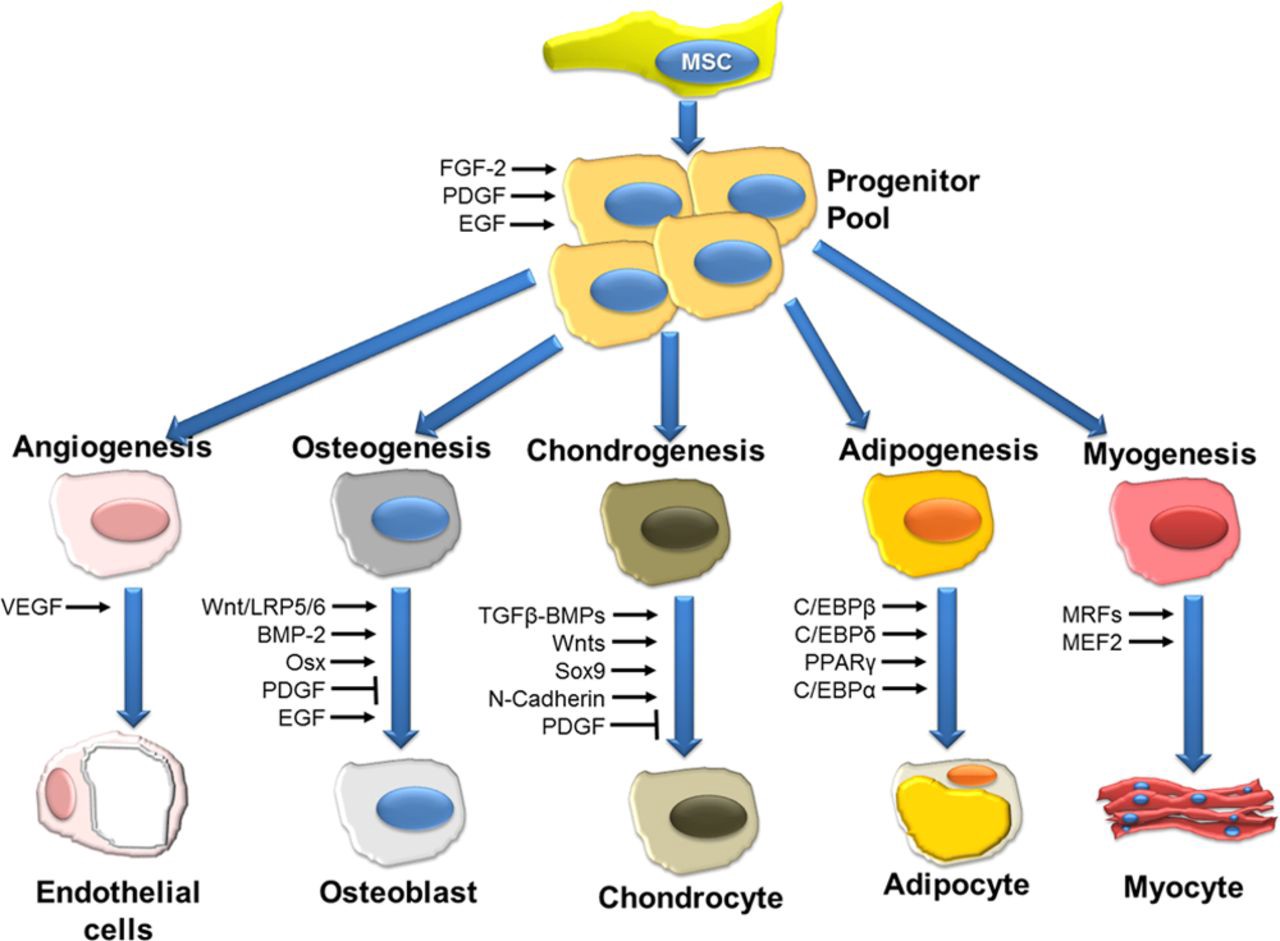 MSC
FGF-2
PDGF
EGF
Progenitor
Pool
Angiogenesis
Osteogenesis
Chondrogenesis
Adipogenesis
Myogenesis
VEGF
Wnt/LRP5/6
BMP-2
Osx
PDGF
EGF
TGFβ-BMPs
Wnts
Sox9
N-Cadherin
PDGF
C/EBPβ
C/EBPδ
PPARγ
C/EBPα
MRFs
MEF2
Endothelial
cells
Osteoblast
Chondrocyte
Adipocyte
Myocyte